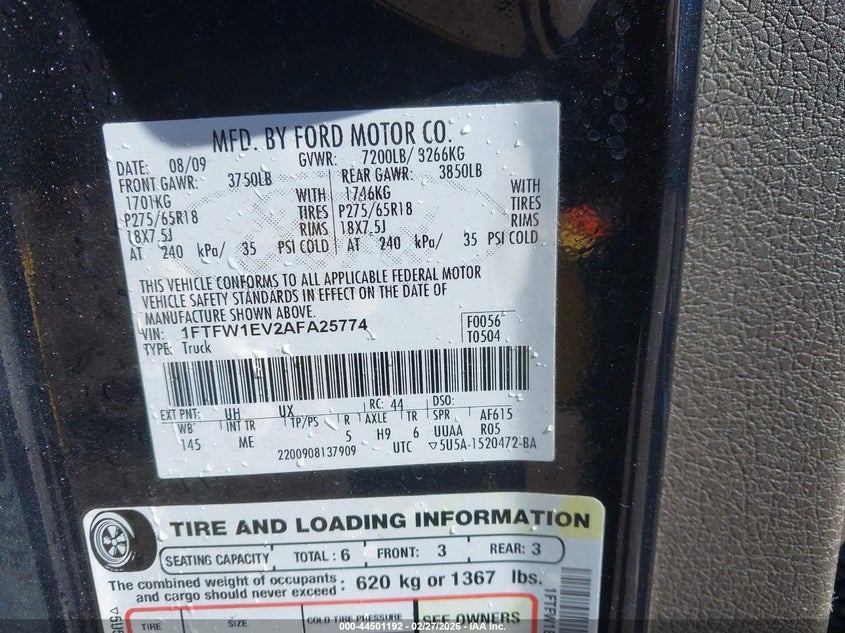 MFD. BY FORD MOTOR CO.
DATE: 08/09 GVWR: 7200LB/ 3266KG
FRONT GAWR: 3750LB REAR GAWR: 3850LB
1701KG WITH 1746KG WITH
P275/65R18 TIRES P275/65R18 TIRES
18X7.5J RIMS 18X7.5J RIMS
AT 240 kPa/ 35 PSI COLD AT 240 kPa/ 35 PSI COLD
THIS VEHICLE CONFORMS TO ALL APPLICABLE FEDERAL MOTOR
VEHICLE SAFETY STANDARDS IN EFFECT ON THE DATE OF
MANUFACTURE SHOWN ABOVE.
VIN: 1FTFW1EV2AFA25774 F0056
TYPE: Truck T0504
EXT PNT: UH UX RC: 44 DSO: AF615
WB INT TR TP/PS R AXLE TR SPR R05
145 ME 5 H9 6 UUAA
2200908137909 UTC ▽5U5A-1520472-BA
TIRE AND LOADING INFORMATION
SEATING CAPACITY TOTAL: 6 FRONT: 3 REAR: 3
The combined weight of occupants and cargo should never exceed : 620 kg or 1367 lbs.
TIRE SIZE COLD TIRE PRESSURE SEE OWNERS
▽5U5
1FTFW1E
000-44501192 - 02/27/2026 - IAA Inc.